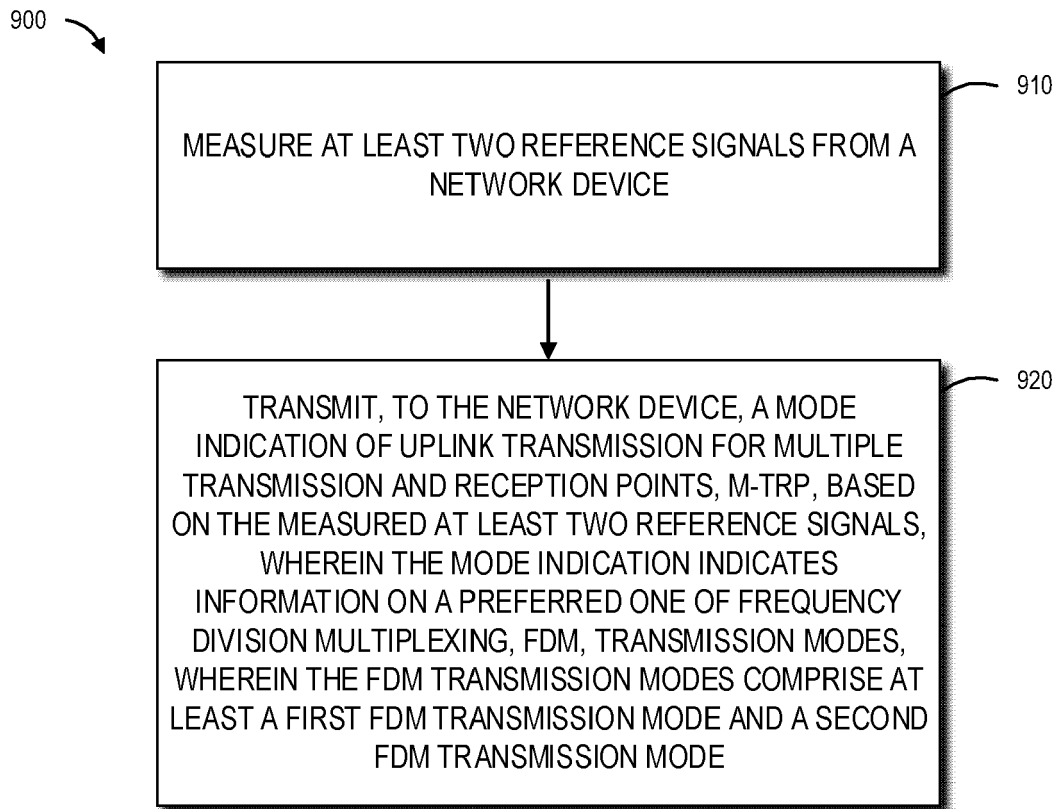 900
910
MEASURE AT LEAST TWO REFERENCE SIGNALS FROM A
NETWORK DEVICE
920
TRANSMIT, TO THE NETWORK DEVICE, A MODE
INDICATION OF UPLINK TRANSMISSION FOR MULTIPLE
TRANSMISSION AND RECEPTION POINTS, M-TRP, BASED
ON THE MEASURED AT LEAST TWO REFERENCE SIGNALS,
WHEREIN THE MODE INDICATION INDICATES
INFORMATION ON A PREFERRED ONE OF FREQUENCY
DIVISION MULTIPLEXING, FDM, TRANSMISSION MODES,
WHEREIN THE FDM TRANSMISSION MODES COMPRISE AT
LEAST A FIRST FDM TRANSMISSION MODE AND A SECOND
FDM TRANSMISSION MODE